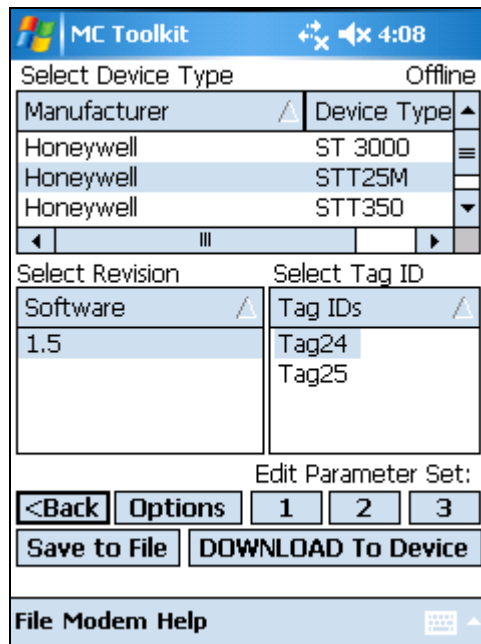 MC Toolkit 4:08
Select Device Type Offline
Manufacturer Device Type
Honeywell ST 3000
Honeywell STT25M
Honeywell STT350
Select Revision Select Tag ID
Software Tag IDs
1.5 Tag24
Tag25
Edit Parameter Set:
<Back Options 1 2 3
Save to File DOWNLOAD To Device
File Modem Help